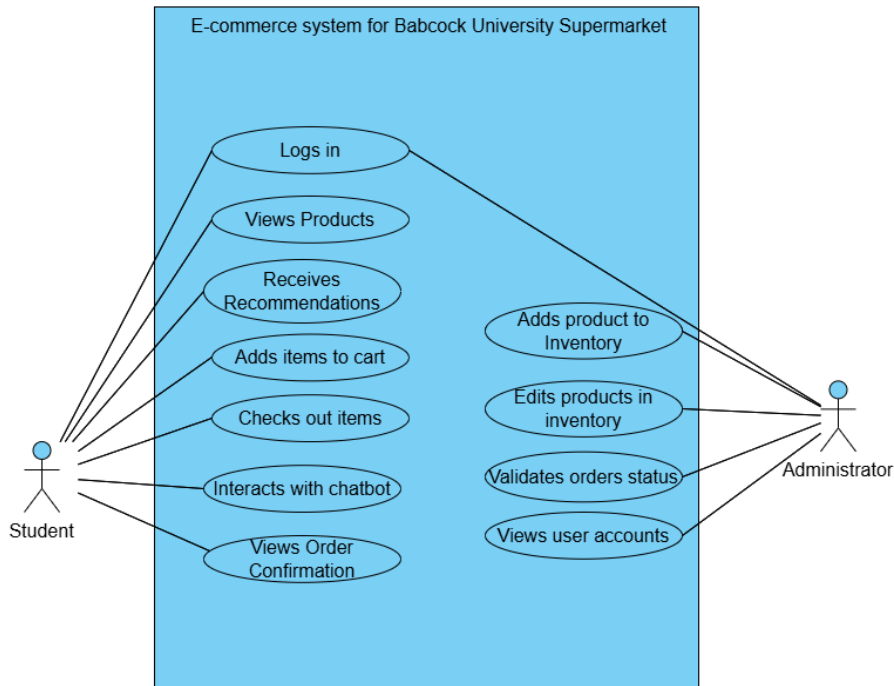 E-commerce system for Babcock University Supermarket
Logs in
Views Products
Receives
Recommendations
Adds items to cart
Checks out items
Interacts with chatbot
Views Order
Confirmation
Adds product to
Inventory
Edits products in
inventory
Validates orders status
Views user accounts
Student
Administrator